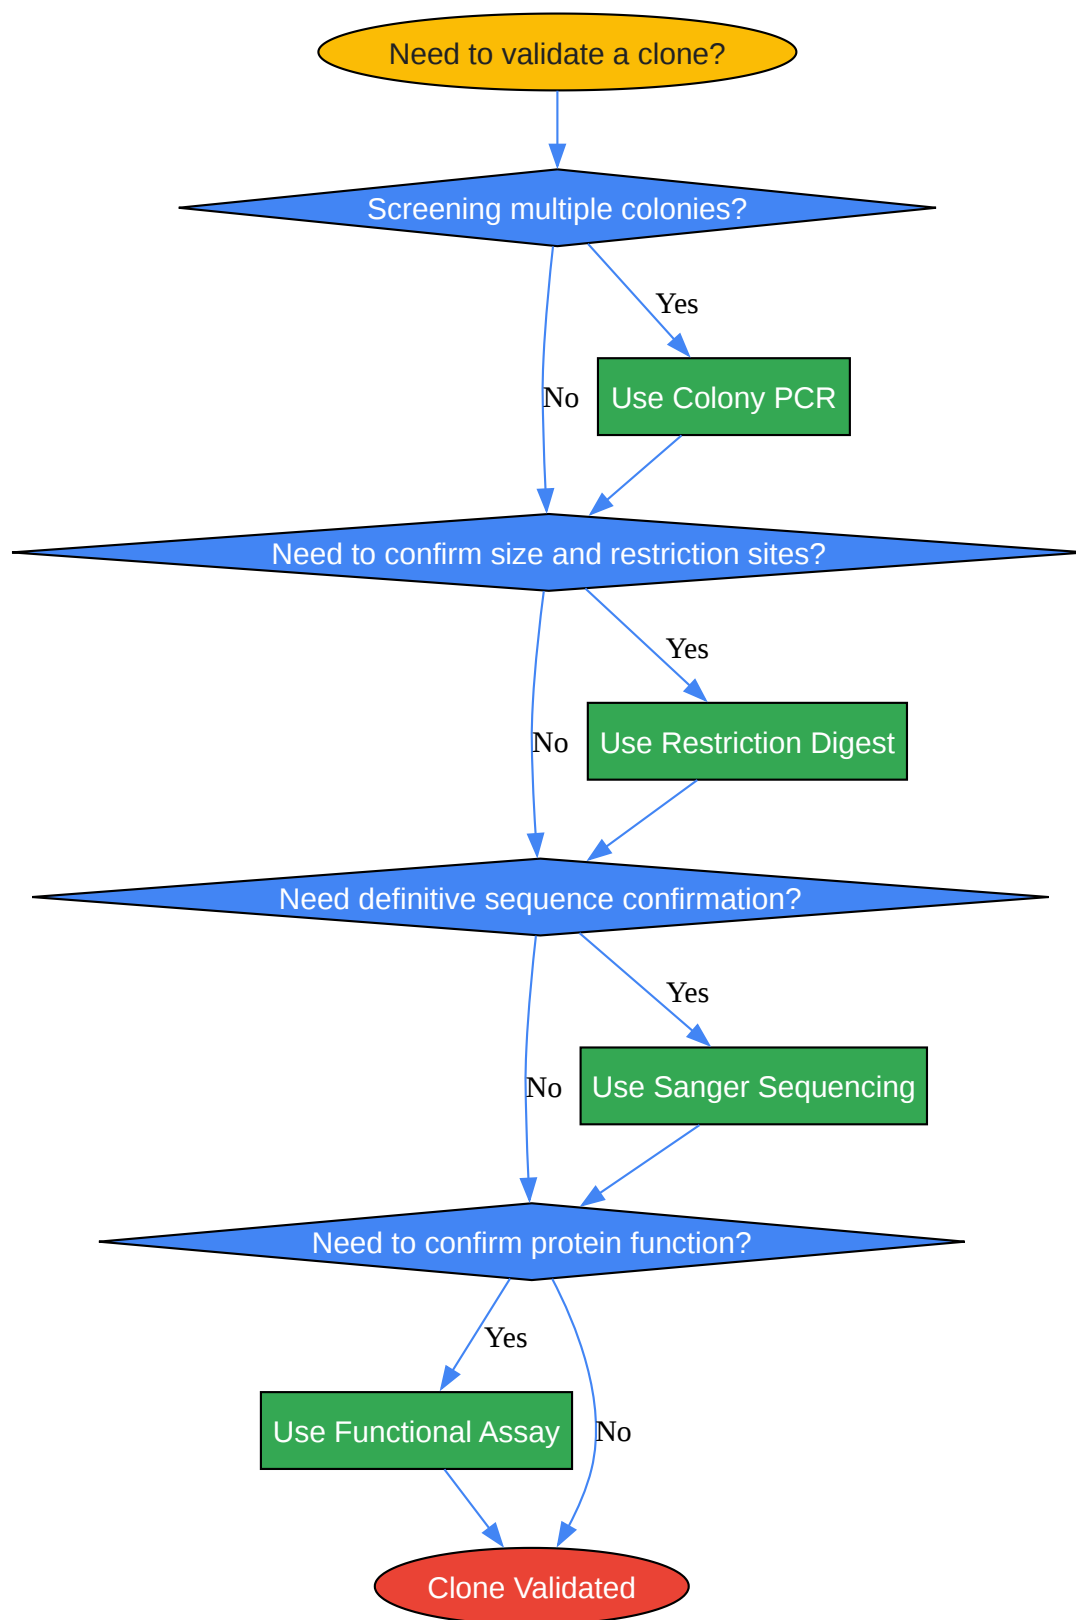 Need to validate a clone?
Screening multiple colonies?
Yes
No
Use Colony PCR
Need to confirm size and restriction sites?
Yes
No
Use Restriction Digest
Need definitive sequence confirmation?
Yes
No
Use Sanger Sequencing
Need to confirm protein function?
Yes
Use Functional Assay
No
Clone Validated